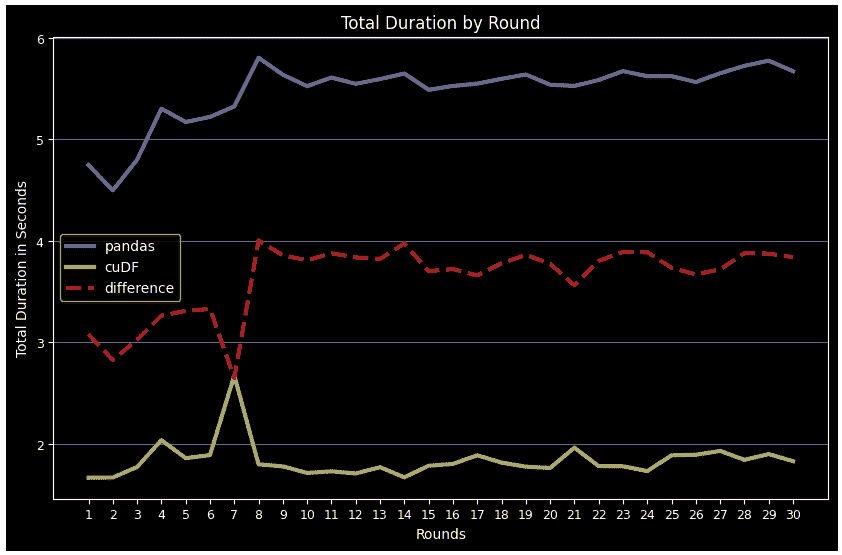 Total Duration by Round
Total Duration in Seconds
6
5
4
3
2
pandas
cuDF
difference
1 2 3 4 5 6 7 8 9 10 11 12 13 14 15 16 17 18 19 20 21 22 23 24 25 26 27 28 29 30
Rounds